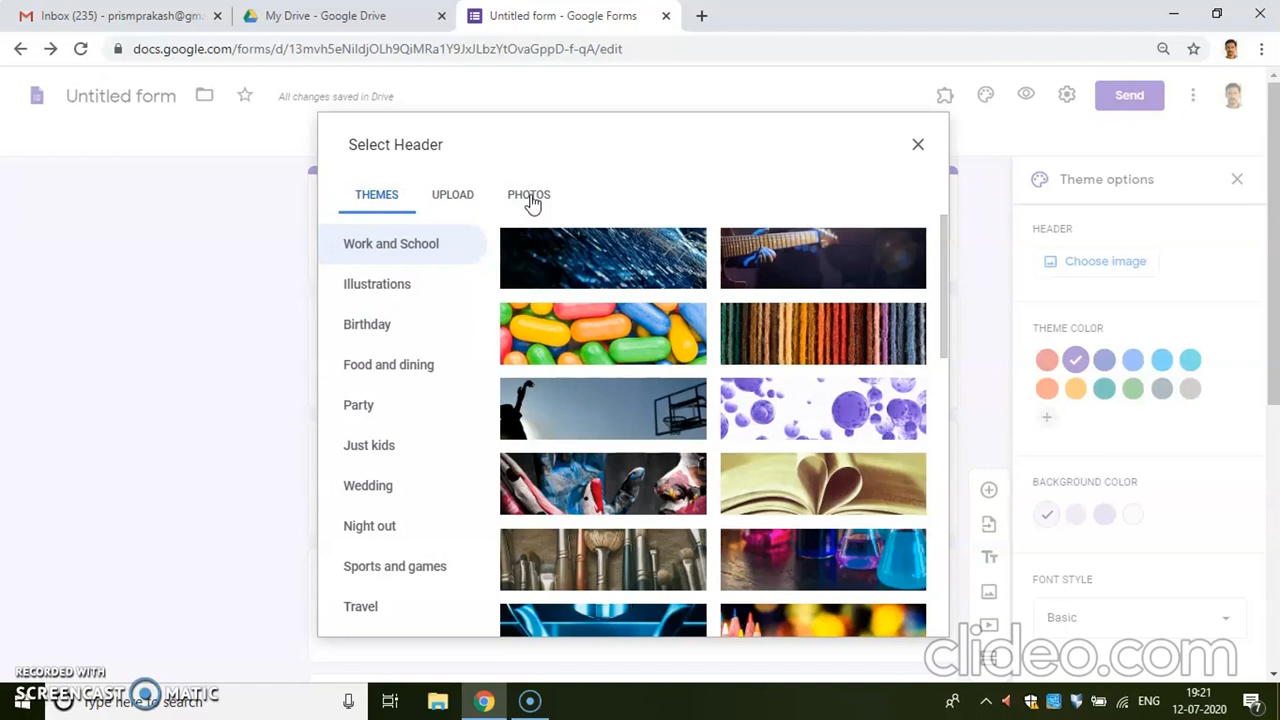 Inbox (235) - prismprakash@gm
My Drive - Google Drive
Untitled form - Google Forms
docs.google.com/forms/d/13mvh5eNildjOLh9QiMRa1Y9JxJLbzYtOvaGppD-f-qA/edit
Untitled form
All changes saved in Drive
Send
Select Header
THEMES
UPLOAD
PHOTOS
Work and School
Illustrations
Birthday
Food and dining
Party
Just kids
Wedding
Night out
Sports and games
Travel
Theme options
HEADER
Choose image
THEME COLOR
BACKGROUND COLOR
FONT STYLE
Basic
clideo.com
RECORDED WITH
SCREENCAST MATIC
Type here to search
ENG
19:21
12-07-2020
7